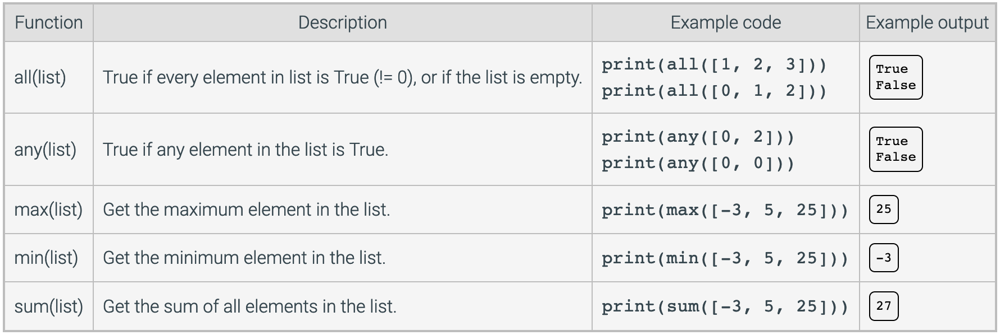 Function Description Example code Example output
all(list) True if every element in list is True (!= 0), or if the list is empty.
print(all([1, 2, 3]))
print(all([0, 1, 2]))
True
False
any(list) True if any element in the list is True.
print(any([0, 2]))
print(any([0, 0]))
True
False
max(list) Get the maximum element in the list. print(max([-3, 5, 25])) 25
min(list) Get the minimum element in the list. print(min([-3, 5, 25])) -3
sum(list) Get the sum of all elements in the list. print(sum([-3, 5, 25])) 27